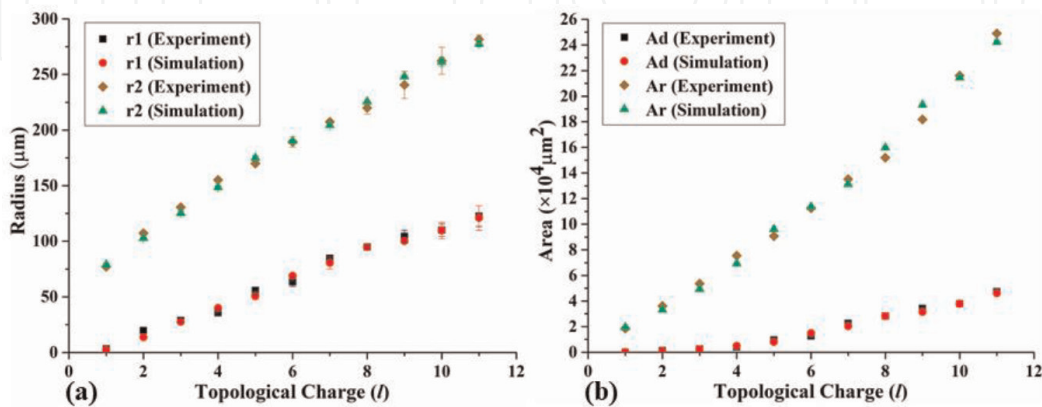 300
250
200
150
100
50
0
Radius (μm)
r1 (Experiment)
r1 (Simulation)
r2 (Experiment)
r2 (Simulation)
0 2 4 6 8 10 12
(a) Topological Charge (l)
26
24
22
20
18
16
14
12
10
8
6
4
2
0
Area (×10⁴μm²)
Ad (Experiment)
Ad (Simulation)
Ar (Experiment)
Ar (Simulation)
0 2 4 6 8 10 12
(b) Topological Charge (l)